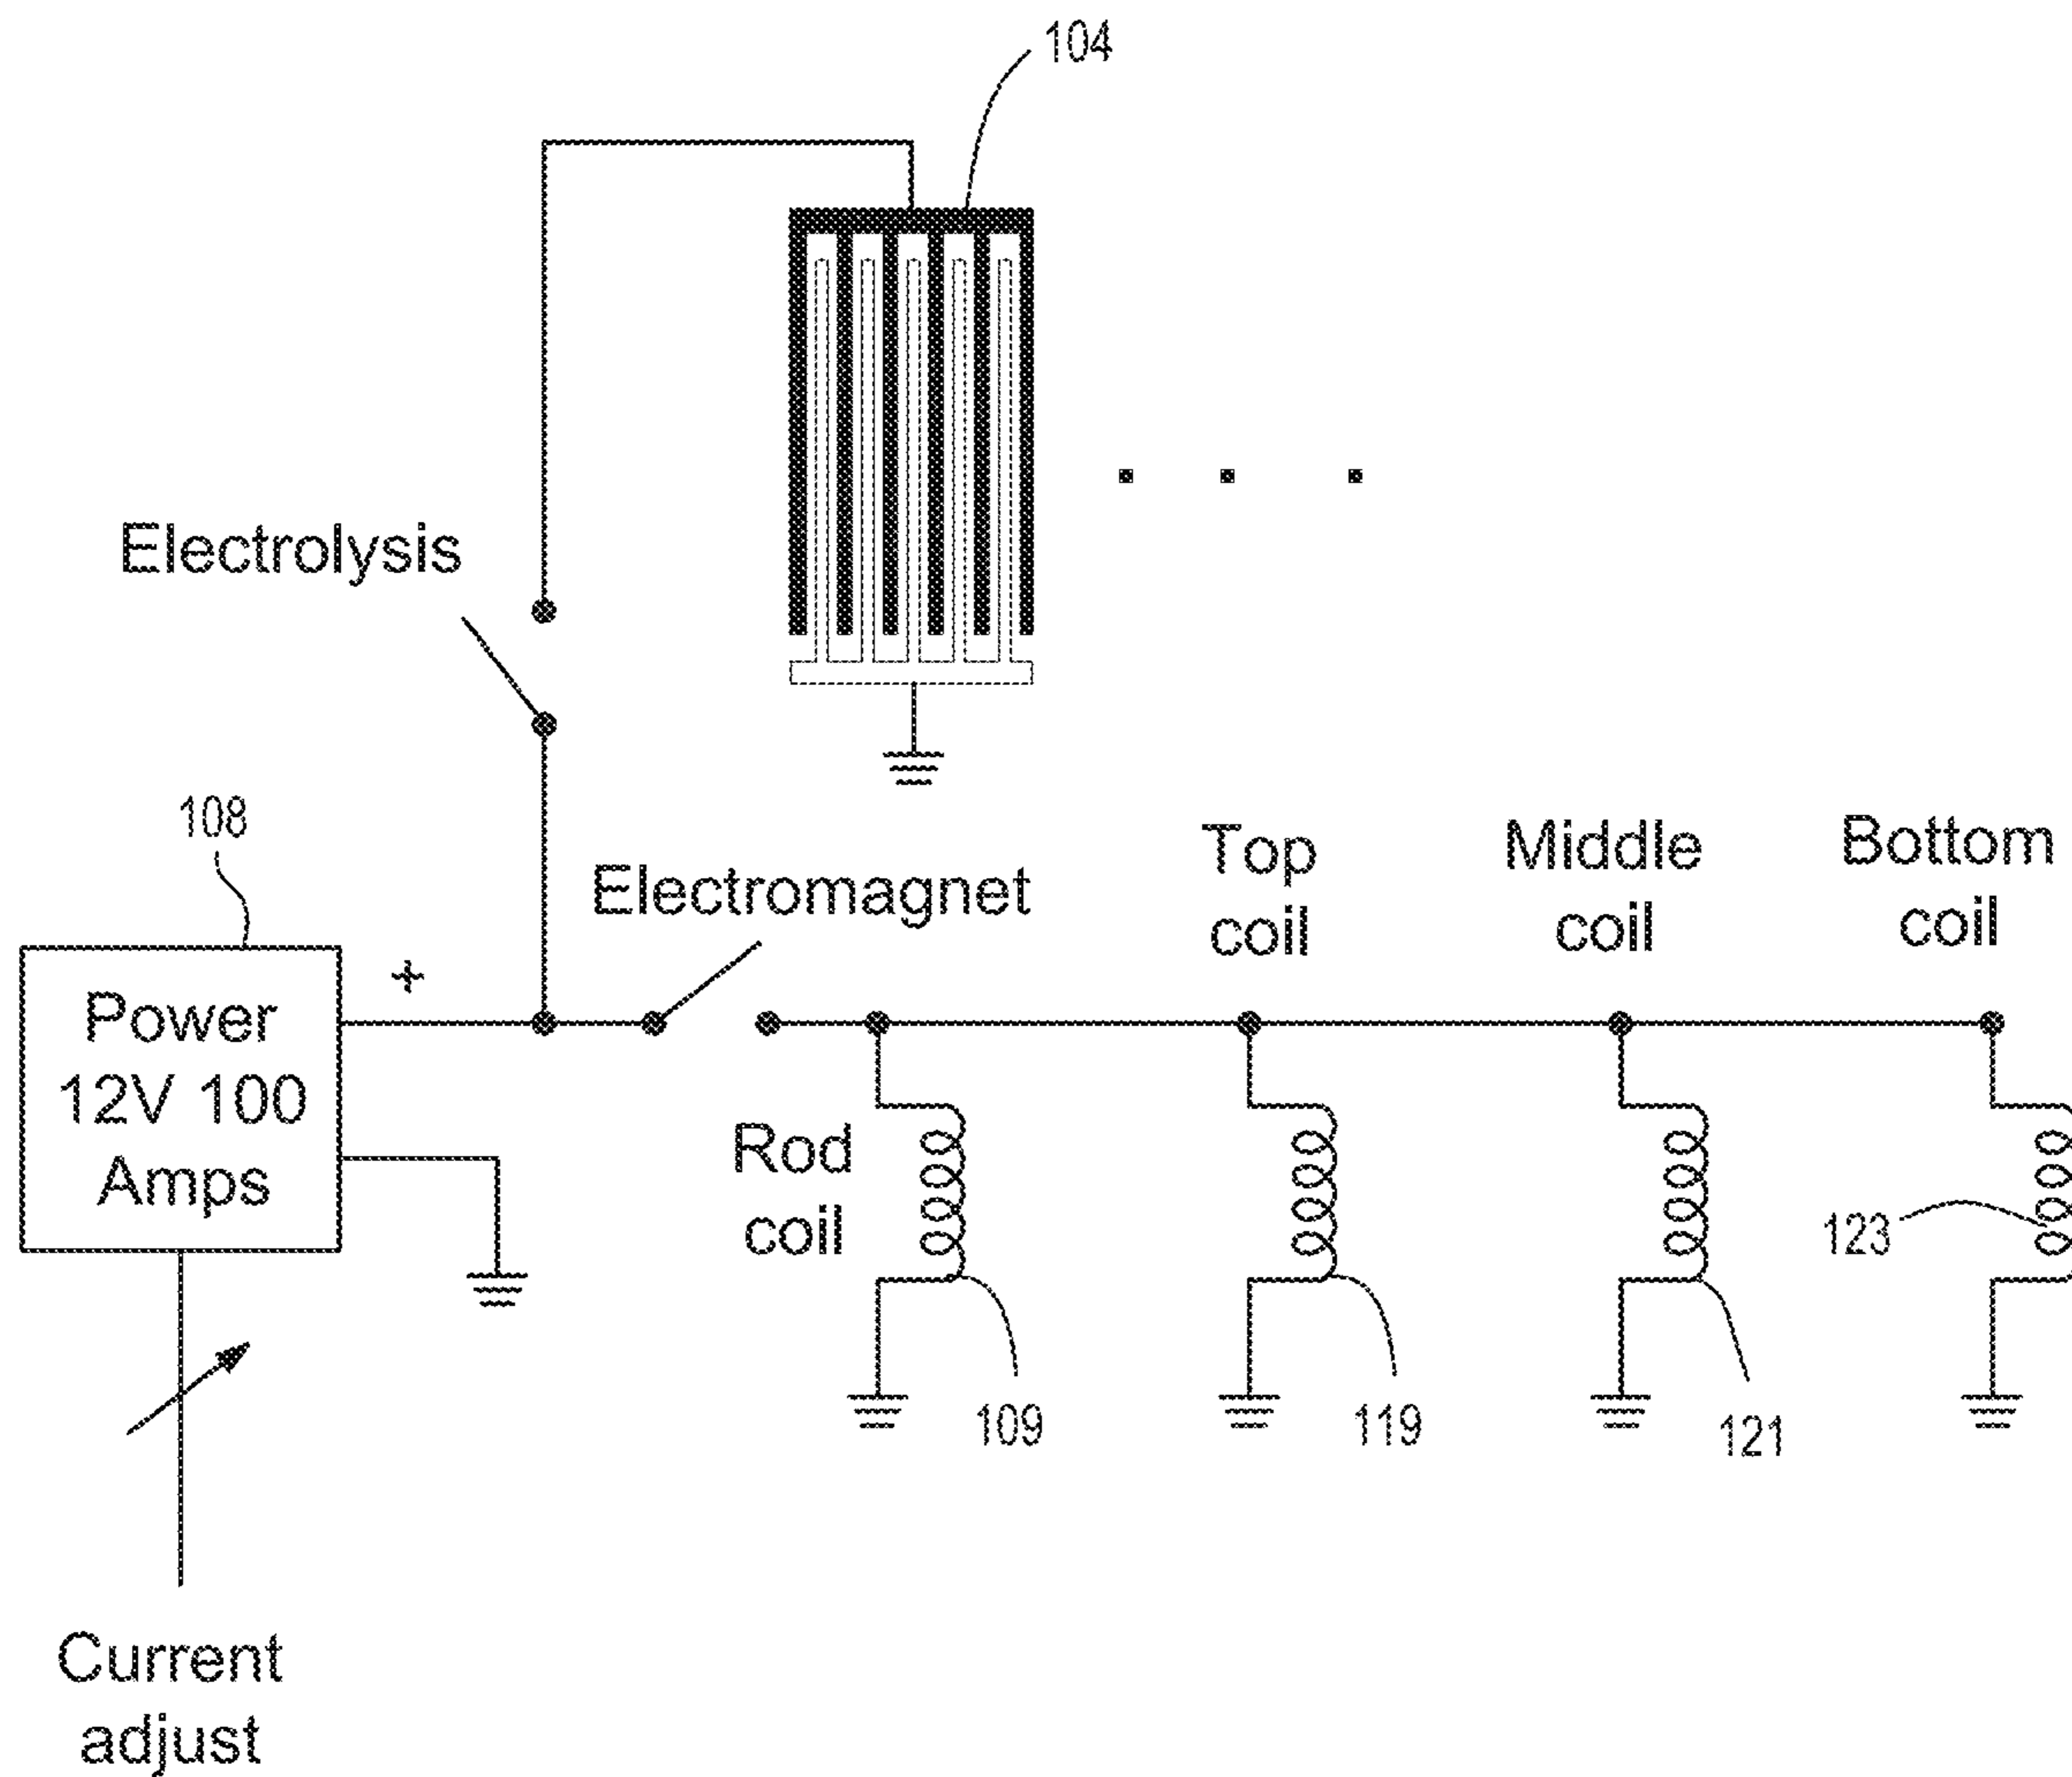 104
Electrolysis
108
Electromagnet
Top
coil
Middle
coil
Bottom
coil
+
Power
12V 100
Amps
Rod
coil
123
109
119
121
Current
adjust